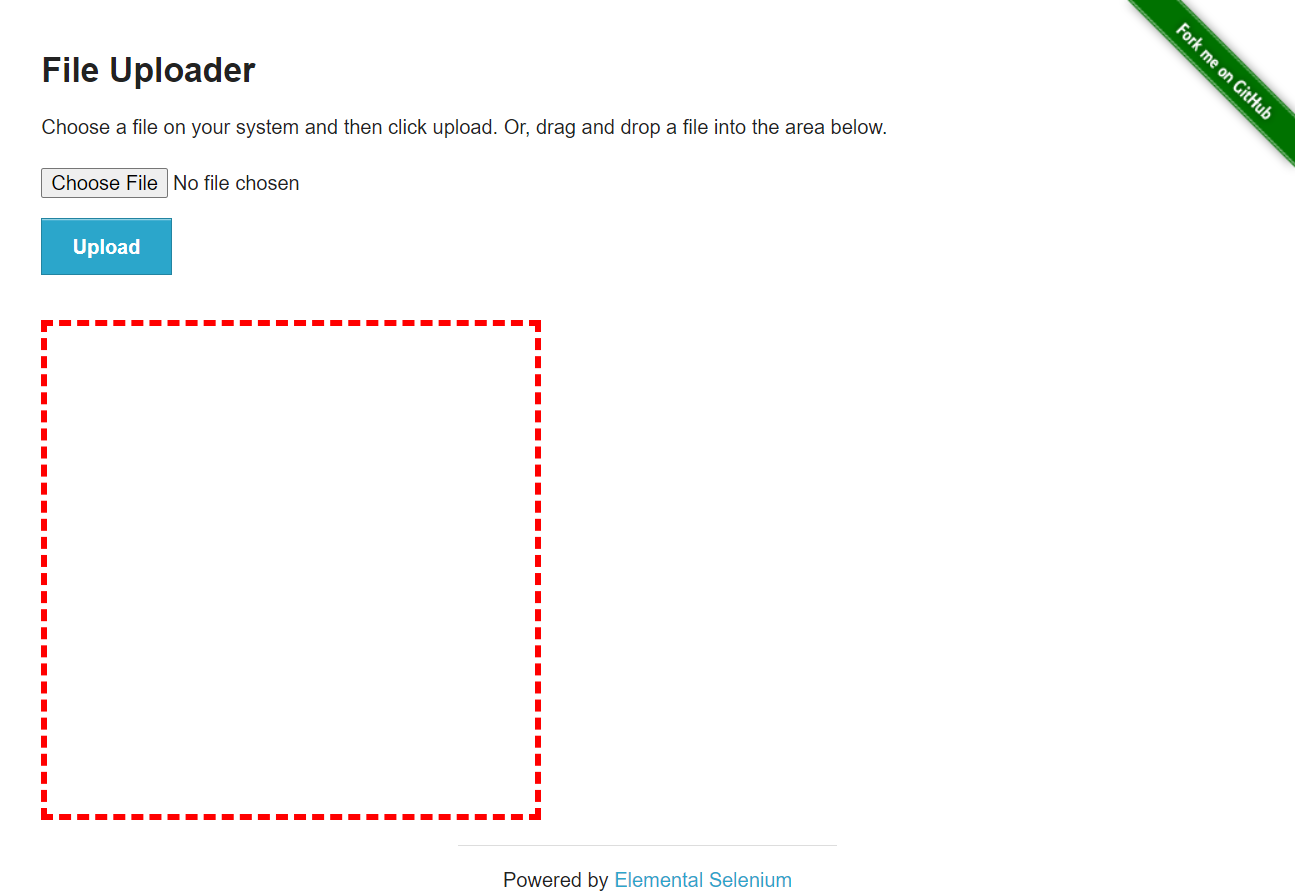 Fork me on GitHub
File Uploader
Choose a file on your system and then click upload. Or, drag and drop a file into the area below.
Choose File No file chosen
Upload
Powered by Elemental Selenium